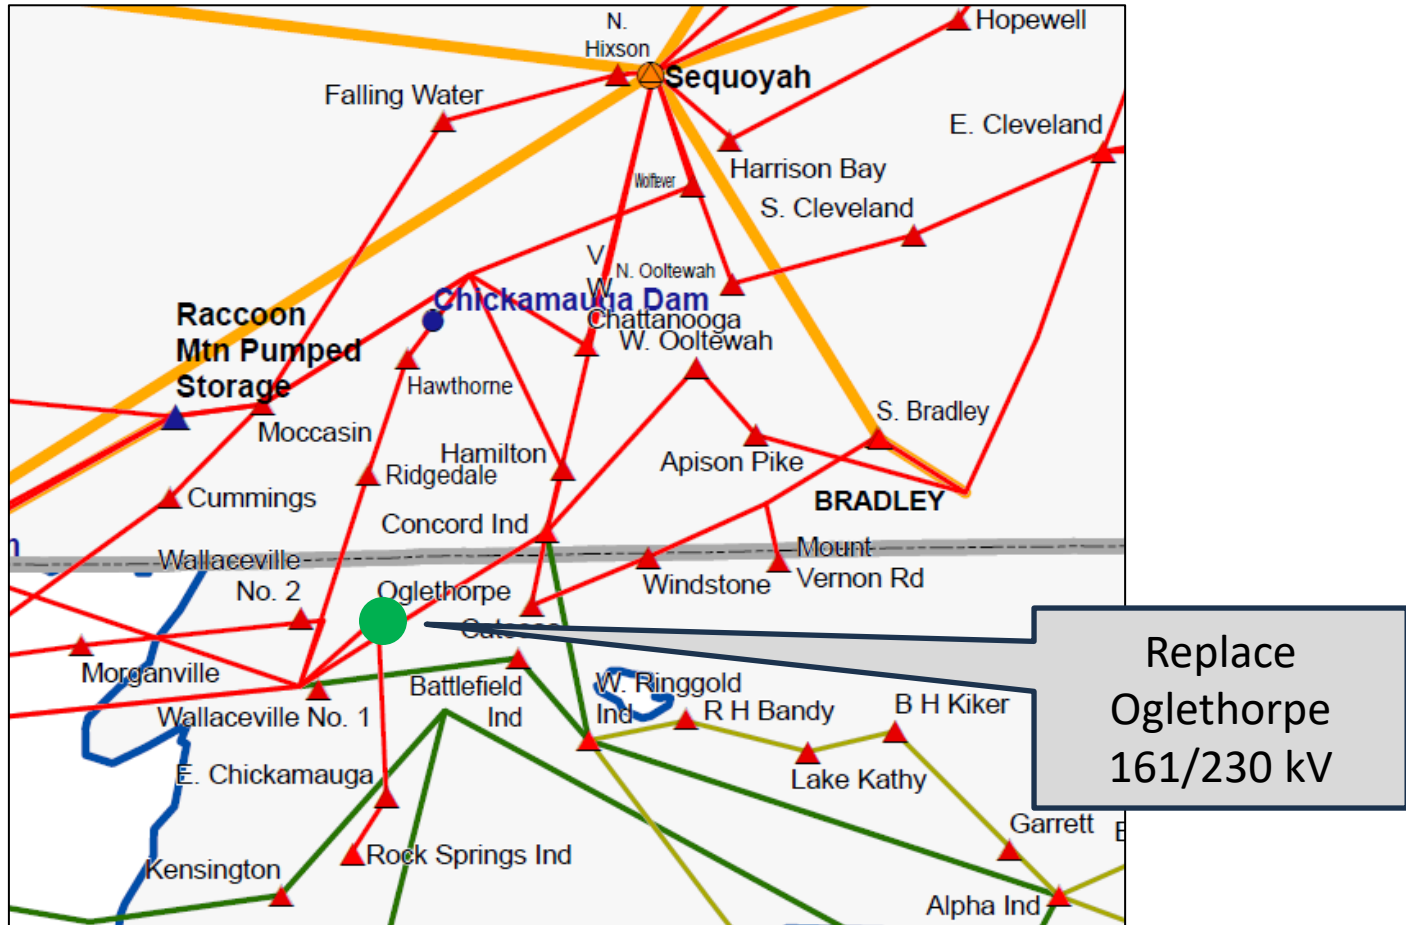 N.
Hixson
Hopewell
Sequoyah
Falling Water
E. Cleveland
Harrison Bay
Wolftever
S. Cleveland
V
W
N. Ooltewah
Chickamauga Dam
Chattanooga
W. Ooltewah
Raccoon
Mtn Pumped
Storage
Hawthorne
S. Bradley
Moccasin
Hamilton
Apison Pike
Ridgedale
Cummings
BRADLEY
Concord Ind
Wallaceville
No. 2
Mount
Vernon Rd
Windstone
Oglethorpe
Morganville
Battlefield
Ind
W. Ringgold
Ind
R H Bandy
B H Kiker
Wallaceville No. 1
E. Chickamauga
Lake Kathy
Garrett
Rock Springs Ind
Kensington
Alpha Ind
Replace
Oglethorpe
161/230 kV